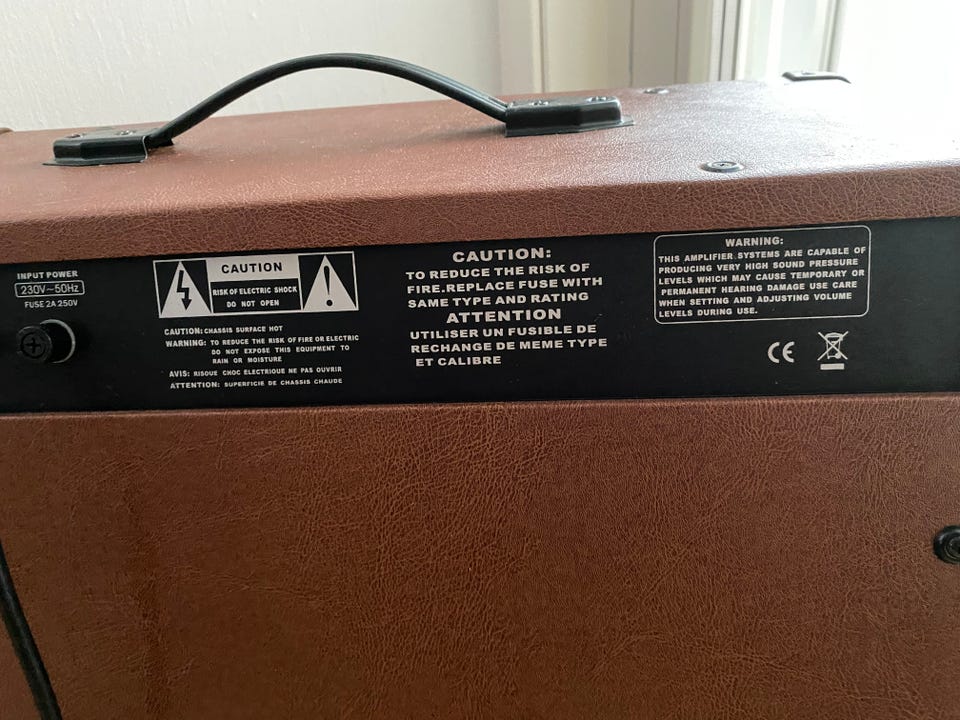 INPUT POWER
230V~50Hz
FUSE 2A 250V
CAUTION
RISK OF ELECTRIC SHOCK
DO NOT OPEN
CAUTION: CHASSIS SURFACE HOT
WARNING: TO REDUCE THE RISK OF FIRE OR ELECTRIC
DO NOT EXPOSE THIS EQUIPMENT TO
RAIN OR MOISTURE
AVIS: RISQUE CHOC ELECTRIQUE NE PAS OUVRIR
ATTENTION: SUPERFICIE DE CHASSIS CHAUDE
CAUTION:
TO REDUCE THE RISK OF
FIRE.REPLACE FUSE WITH
SAME TYPE AND RATING
ATTENTION
UTILISER UN FUSIBLE DE
RECHANGE DE MEME TYPE
ET CALIBRE
WARNING:
THIS AMPLIFIER SYSTEMS ARE CAPABLE OF
PRODUCING VERY HIGH SOUND PRESSURE
LEVELS WHICH MAY CAUSE TEMPORARY OR
PERMANENT HEARING DAMAGE USE CARE
WHEN SETTING AND ADJUSTING VOLUME
LEVELS DURING USE.
CE